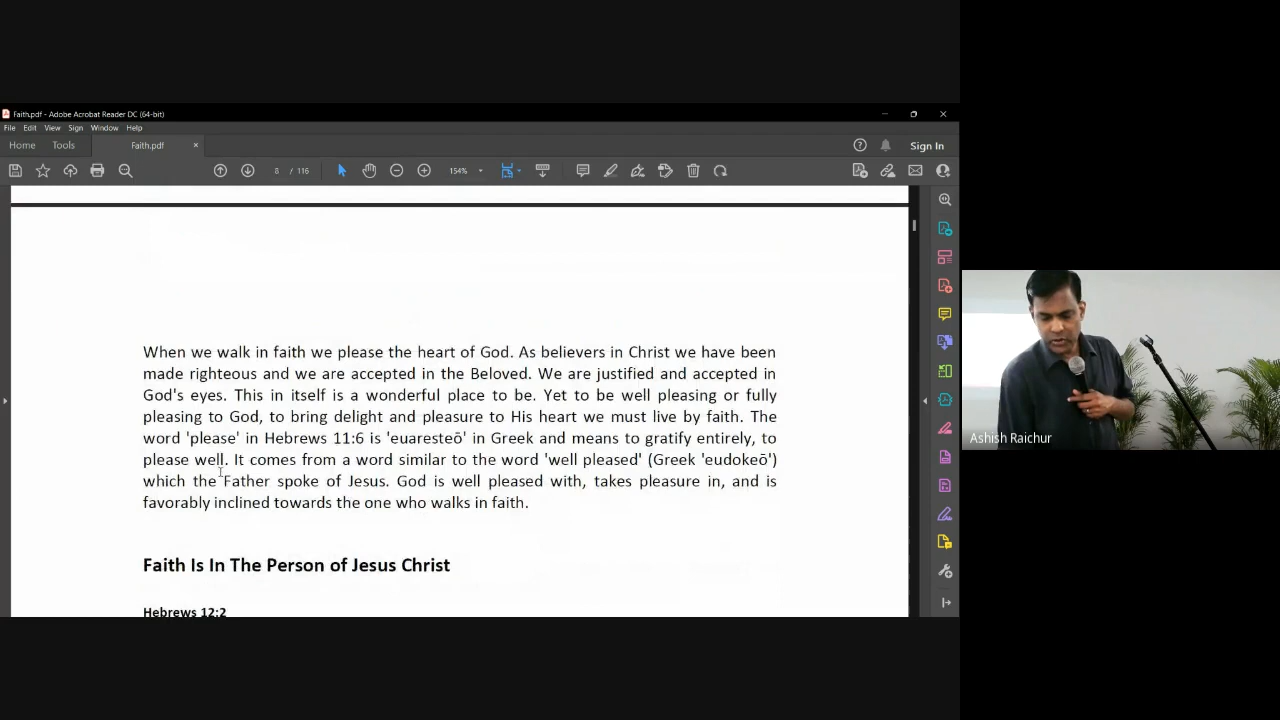 Faith.pdf - Adobe Acrobat Reader DC (64-bit)
File Edit View Sign Window Help
Home Tools Faith.pdf × Sign In
8 / 116 154%
When we walk in faith we please the heart of God. As believers in Christ we have been
made righteous and we are accepted in the Beloved. We are justified and accepted in
God's eyes. This in itself is a wonderful place to be. Yet to be well pleasing or fully
pleasing to God, to bring delight and pleasure to His heart we must live by faith. The
word 'please' in Hebrews 11:6 is 'euaresteō' in Greek and means to gratify entirely, to
please well. It comes from a word similar to the word 'well pleased' (Greek 'eudokeō')
which the Father spoke of Jesus. God is well pleased with, takes pleasure in, and is
favorably inclined towards the one who walks in faith.
Faith Is In The Person of Jesus Christ
Hebrews 12:2
Ashish Raichur